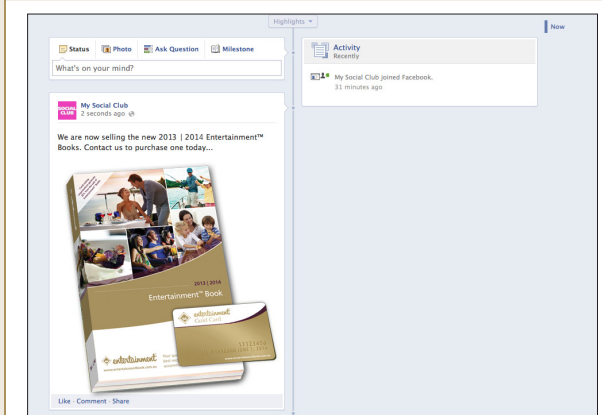 Highlights
Now
Status Photo Ask Question Milestone
What's on your mind?
SOCIAL CLUB
My Social Club
2 seconds ago
We are now selling the new 2013 | 2014 Entertainment™
Books. Contact us to purchase one today...
2013 | 2014
Entertainment™ Book
entertainment
www.entertainmentbook.com.au
entertainment
Gold Card
Like · Comment · Share
Activity
Recently
My Social Club joined Facebook.
31 minutes ago